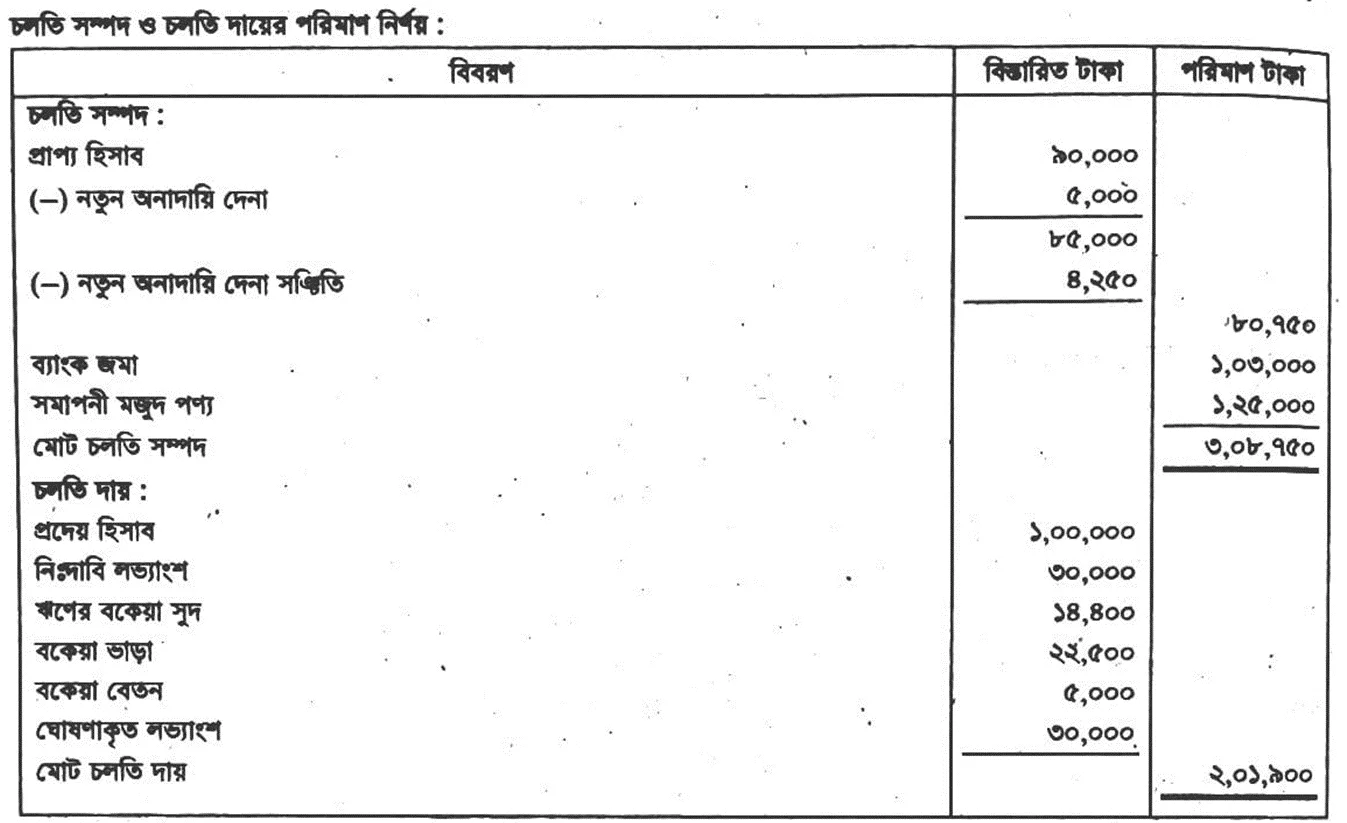 চলতি সম্পদ ও চলতি দায়ের পরিমাণ নির্ণয় :
বিবরণ বিস্তারিত টাকা পরিমাণ টাকা
চলতি সম্পদ :
প্রাপ্য হিসাব ৯০,০০০
(–) নতুন অনাদায়ি দেনা ৫,০০০
৮৫,০০০
(–) নতুন অনাদায়ি দেনা সঞ্চিতি ৪,২৫০
৮০,৭৫০
ব্যাংক জমা ১,০৩,০০০
সমাপনী মজুদ পণ্য ১,২৫,০০০
মোট চলতি সম্পদ ৩,০৮,৭৫০
চলতি দায় :
প্রদেয় হিসাব ১,০০,০০০
নিঃদাবি লভ্যাংশ ৩০,০০০
ঋণের বকেয়া সুদ ১৪,৪০০
বকেয়া ভাড়া ২২,৫০০
বকেয়া বেতন ৫,০০০
ঘোষণাকৃত লভ্যাংশ ৩০,০০০
মোট চলতি দায় ২,০১,৯০০